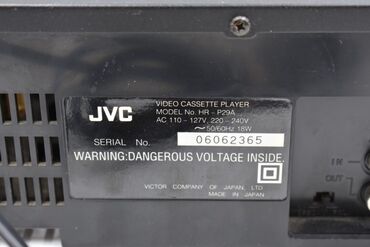 JVC
VIDEO CASSETTE PLAYER
MODEL No. HR-P29A
AC 110-127V, 220-240V
~50/60Hz 18W
SERIAL No. 06062365
WARNING:DANGEROUS VOLTAGE INSIDE.
VICTOR COMPANY OF JAPAN, LTD.
MADE IN JAPAN
IN
OUT